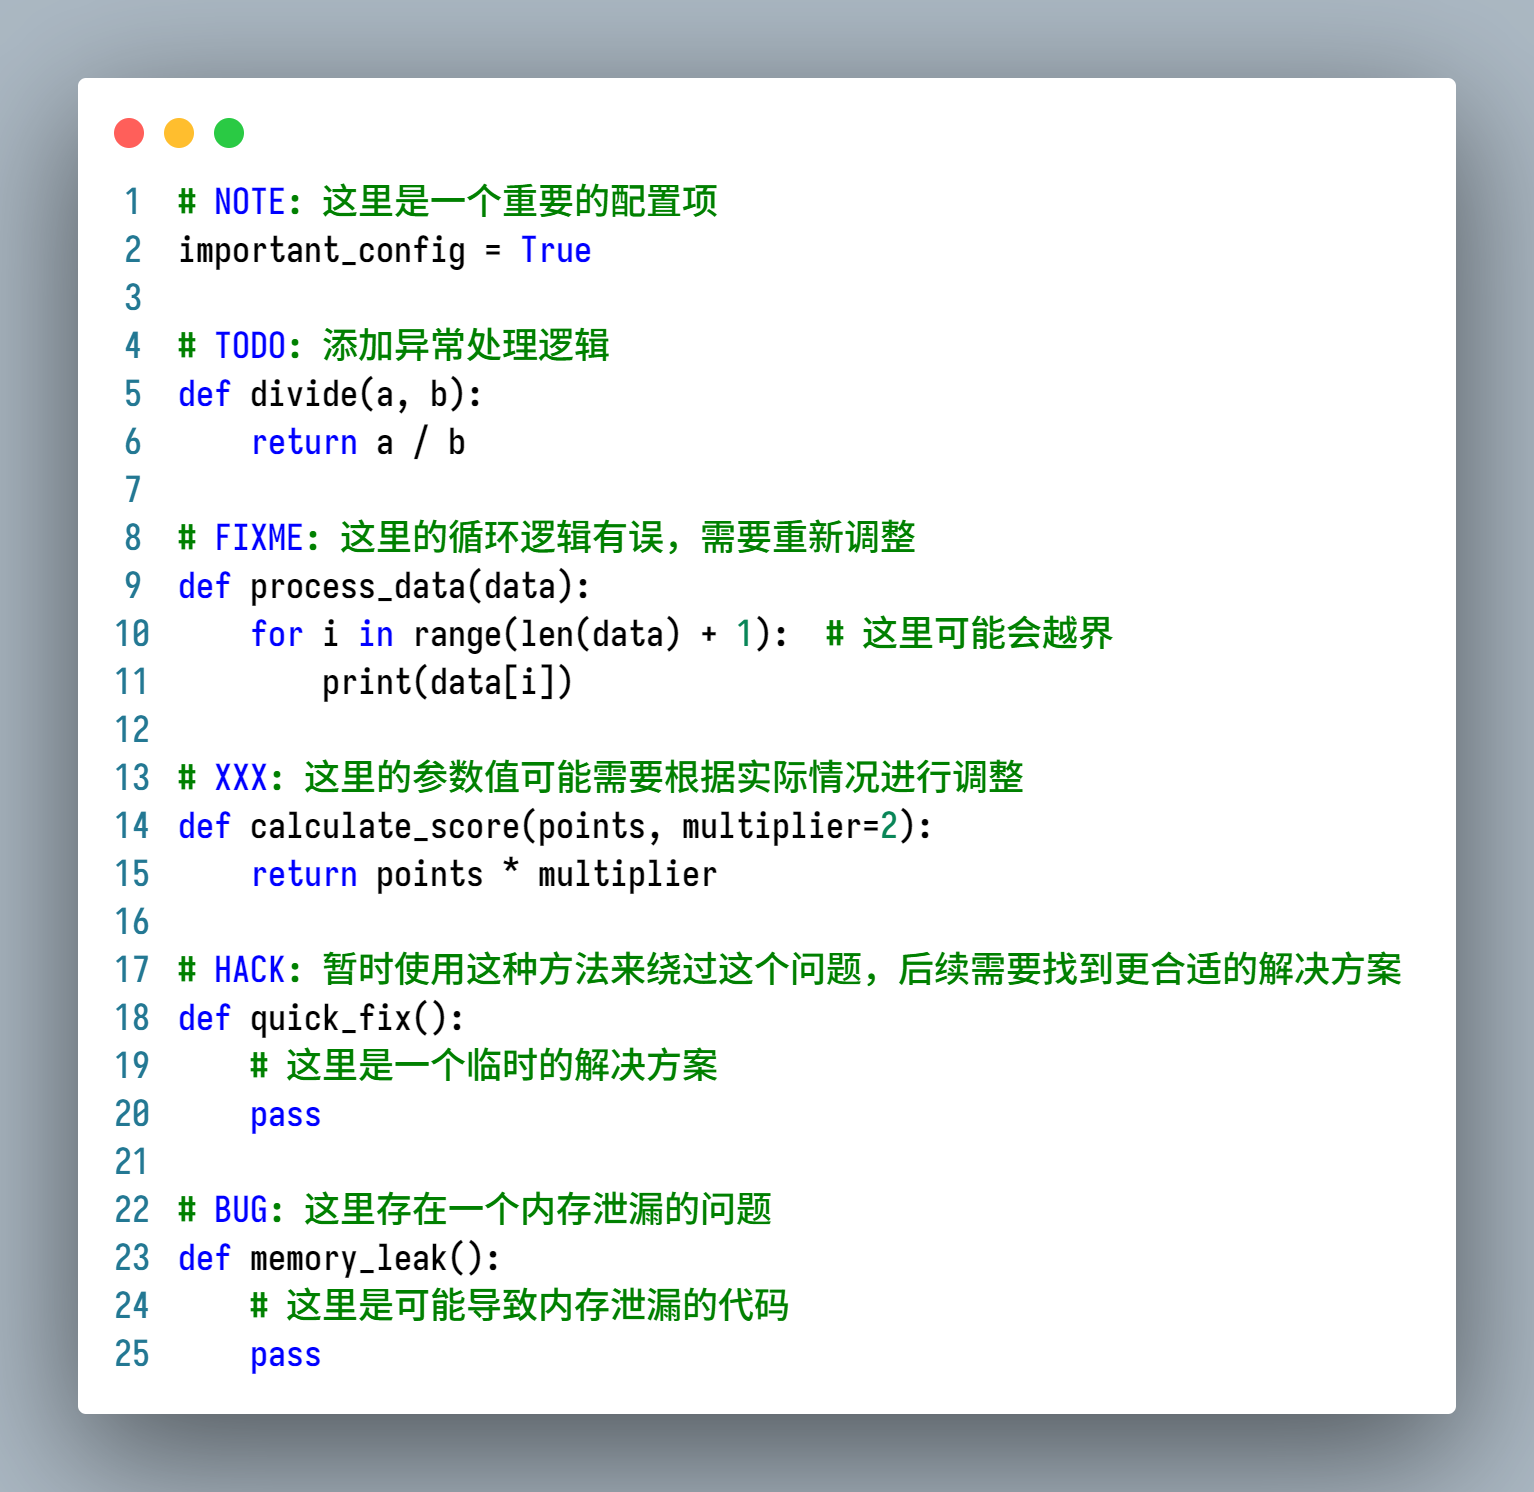 1 # NOTE: 这里是一个重要的配置项
2 important_config = True
3
4 # TODO: 添加异常处理逻辑
5 def divide(a, b):
6     return a / b
7
8 # FIXME: 这里的循环逻辑有误，需要重新调整
9 def process_data(data):
10     for i in range(len(data) + 1):  # 这里可能会越界
11         print(data[i])
12
13 # XXX: 这里的参数值可能需要根据实际情况进行调整
14 def calculate_score(points, multiplier=2):
15     return points * multiplier
16
17 # HACK: 暂时使用这种方法来绕过这个问题，后续需要找到更合适的解决方案
18 def quick_fix():
19     # 这里是一个临时的解决方案
20     pass
21
22 # BUG: 这里存在一个内存泄漏的问题
23 def memory_leak():
24     # 这里是可能导致内存泄漏的代码
25     pass